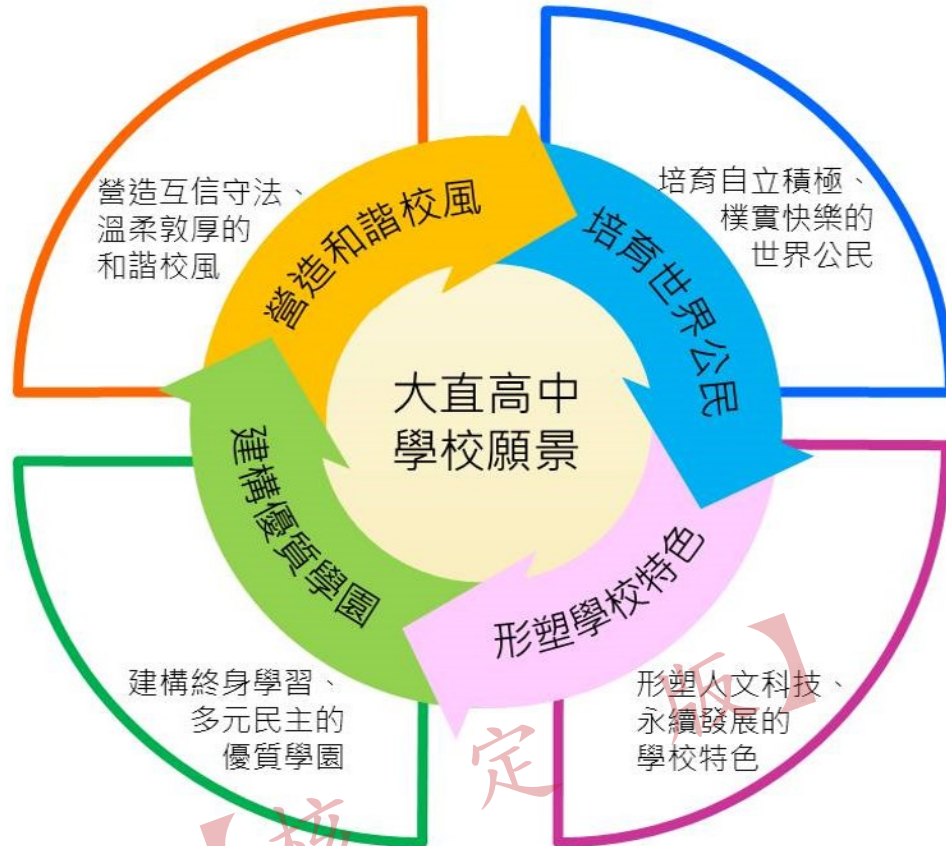 營造互信守法、
溫柔敦厚的
和諧校風
培育自立積極、
樸實快樂的
世界公民
營造和諧校風
培育世界公民
大直高中
學校願景
建構優質學園
形塑學校特色
建構終身學習、
多元民主的
優質學園
形塑人文科技、
永續發展的
學校特色
【核定版】